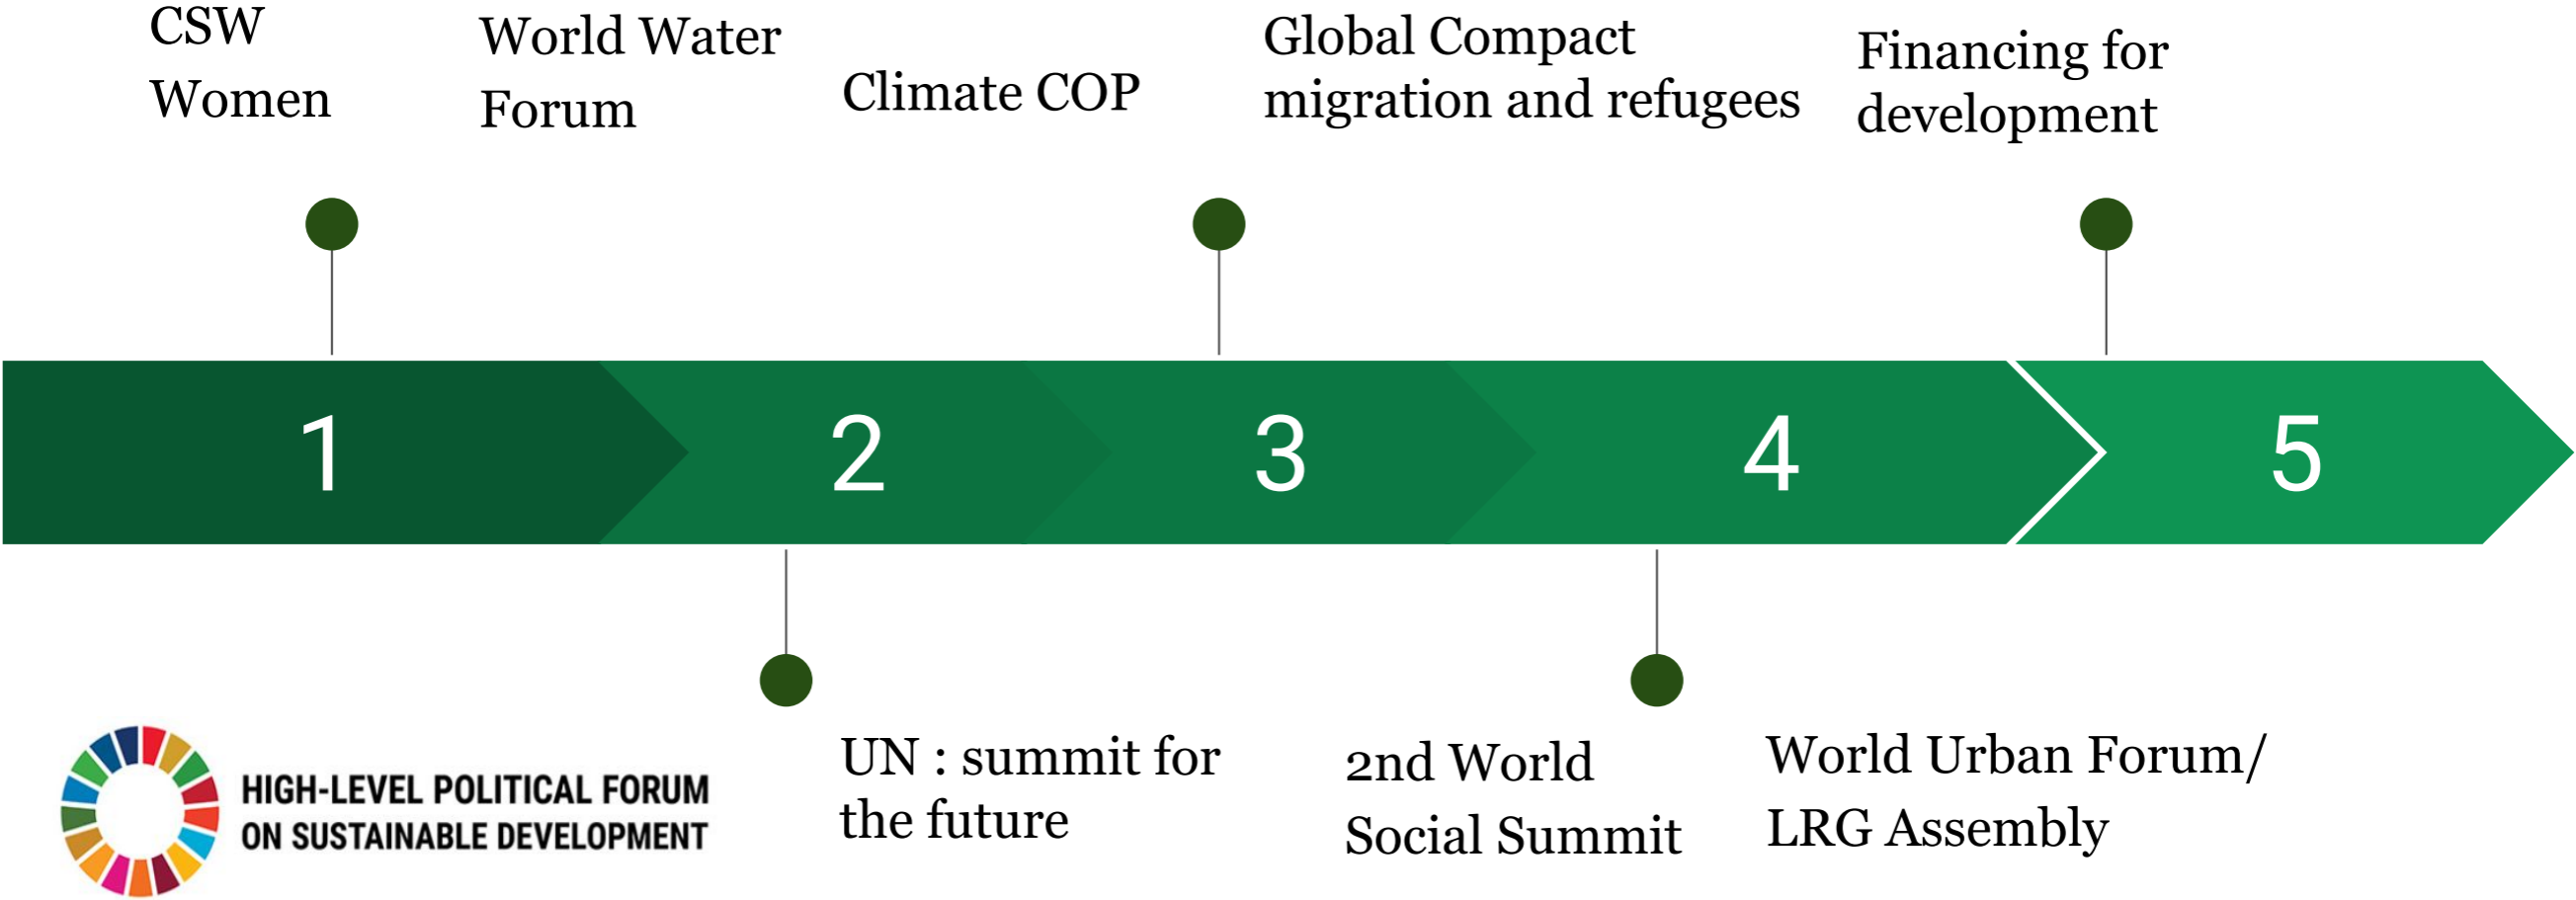 CSW
Women
World Water
Forum
Climate COP
Global Compact
migration and refugees
Financing for
development
1
2
3
4
5
HIGH-LEVEL POLITICAL FORUM
ON SUSTAINABLE DEVELOPMENT
UN : summit for
the future
2nd World
Social Summit
World Urban Forum/
LRG Assembly